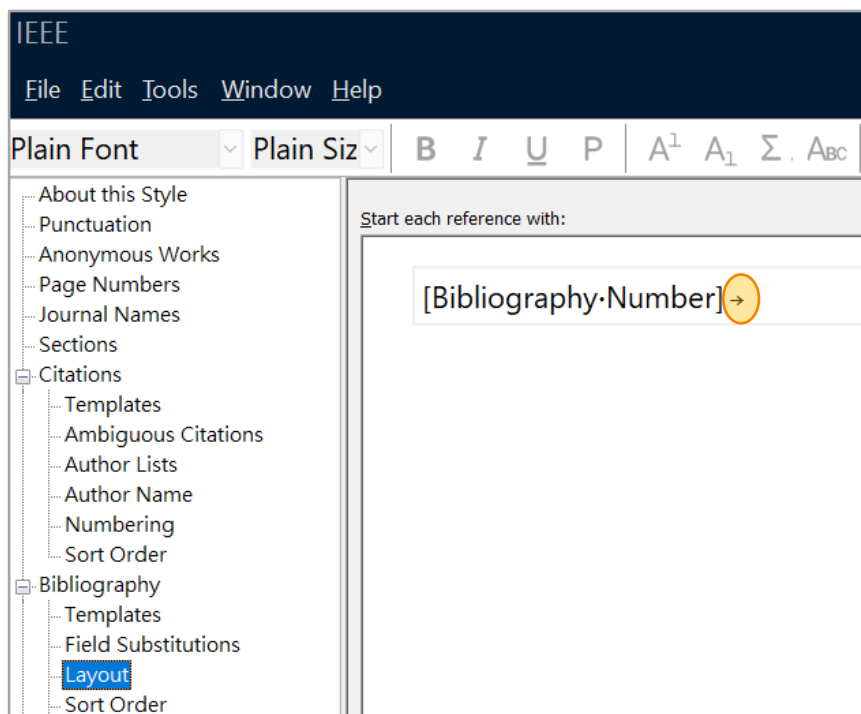 IEEE
File Edit Tools Window Help
Plain Font Plain Siz B I U P A1 A1 Σ ABC
About this Style
Punctuation
Anonymous Works
Page Numbers
Journal Names
Sections
Citations
Templates
Ambiguous Citations
Author Lists
Author Name
Numbering
Sort Order
Bibliography
Templates
Field Substitutions
Layout
Sort Order
Start each reference with:
[Bibliography·Number]→